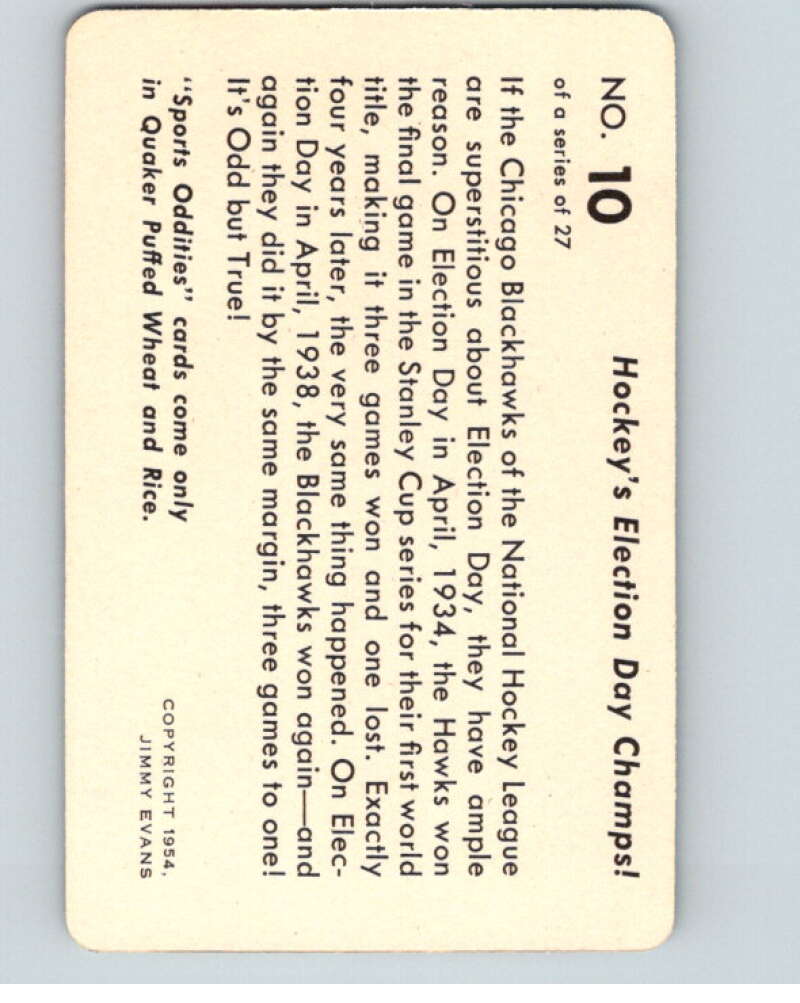 NO. 10 Hockey's Election Day Champs!
of a series of 27
If the Chicago Blackhawks of the National Hockey League
are superstitious about Election Day, they have ample
reason. On Election Day in April, 1934, the Hawks won
the final game in the Stanley Cup series for their first world
title, making it three games won and one lost. Exactly
four years later, the very same thing happened. On Elec-
tion Day in April, 1938, the Blackhawks won again—and
again they did it by the same margin, three games to one!
It's Odd but True!
"Sports Oddities" cards come only
in Quaker Puffed Wheat and Rice.
COPYRIGHT 1954,
JIMMY EVANS